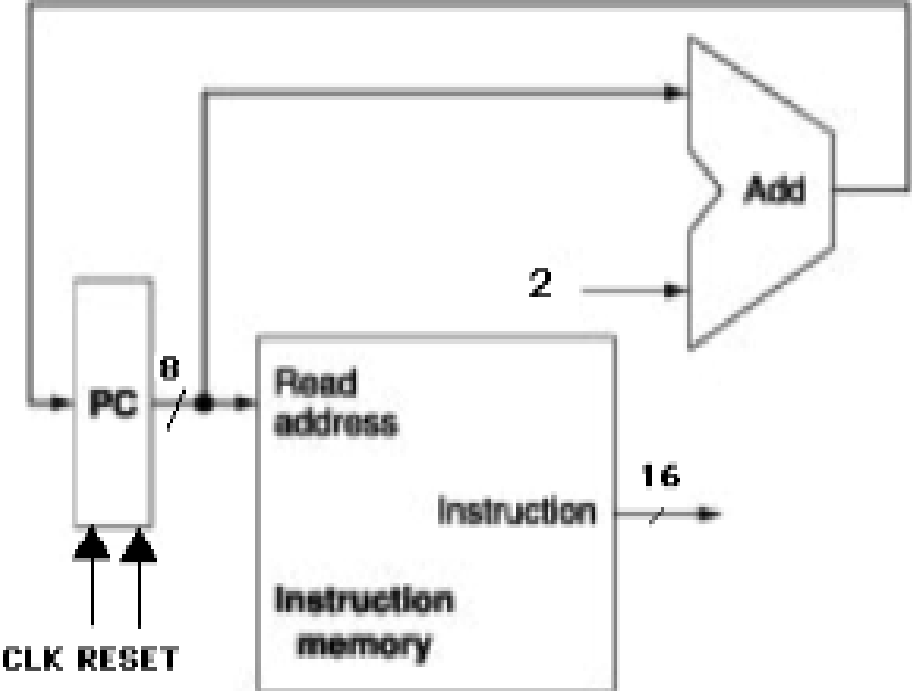 Add
2
8
PC
Read
address
16
Instruction
Instruction
memory
CLK RESET